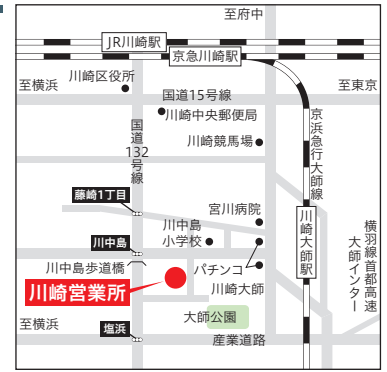 至府中
JR川崎駅
京急川崎駅
川崎区役所
至横浜
至東京
国道15号線
川崎中央郵便局
国道132号線
川崎競馬場
京浜急行大師線
藤崎1丁目
宮川病院
川中島
小学校
川崎大師駅
横羽線首都高速
大師インター
川中島
川中島歩道橋
パチンコ
川崎大師
川崎営業所
大師公園
至横浜
塩浜
産業道路